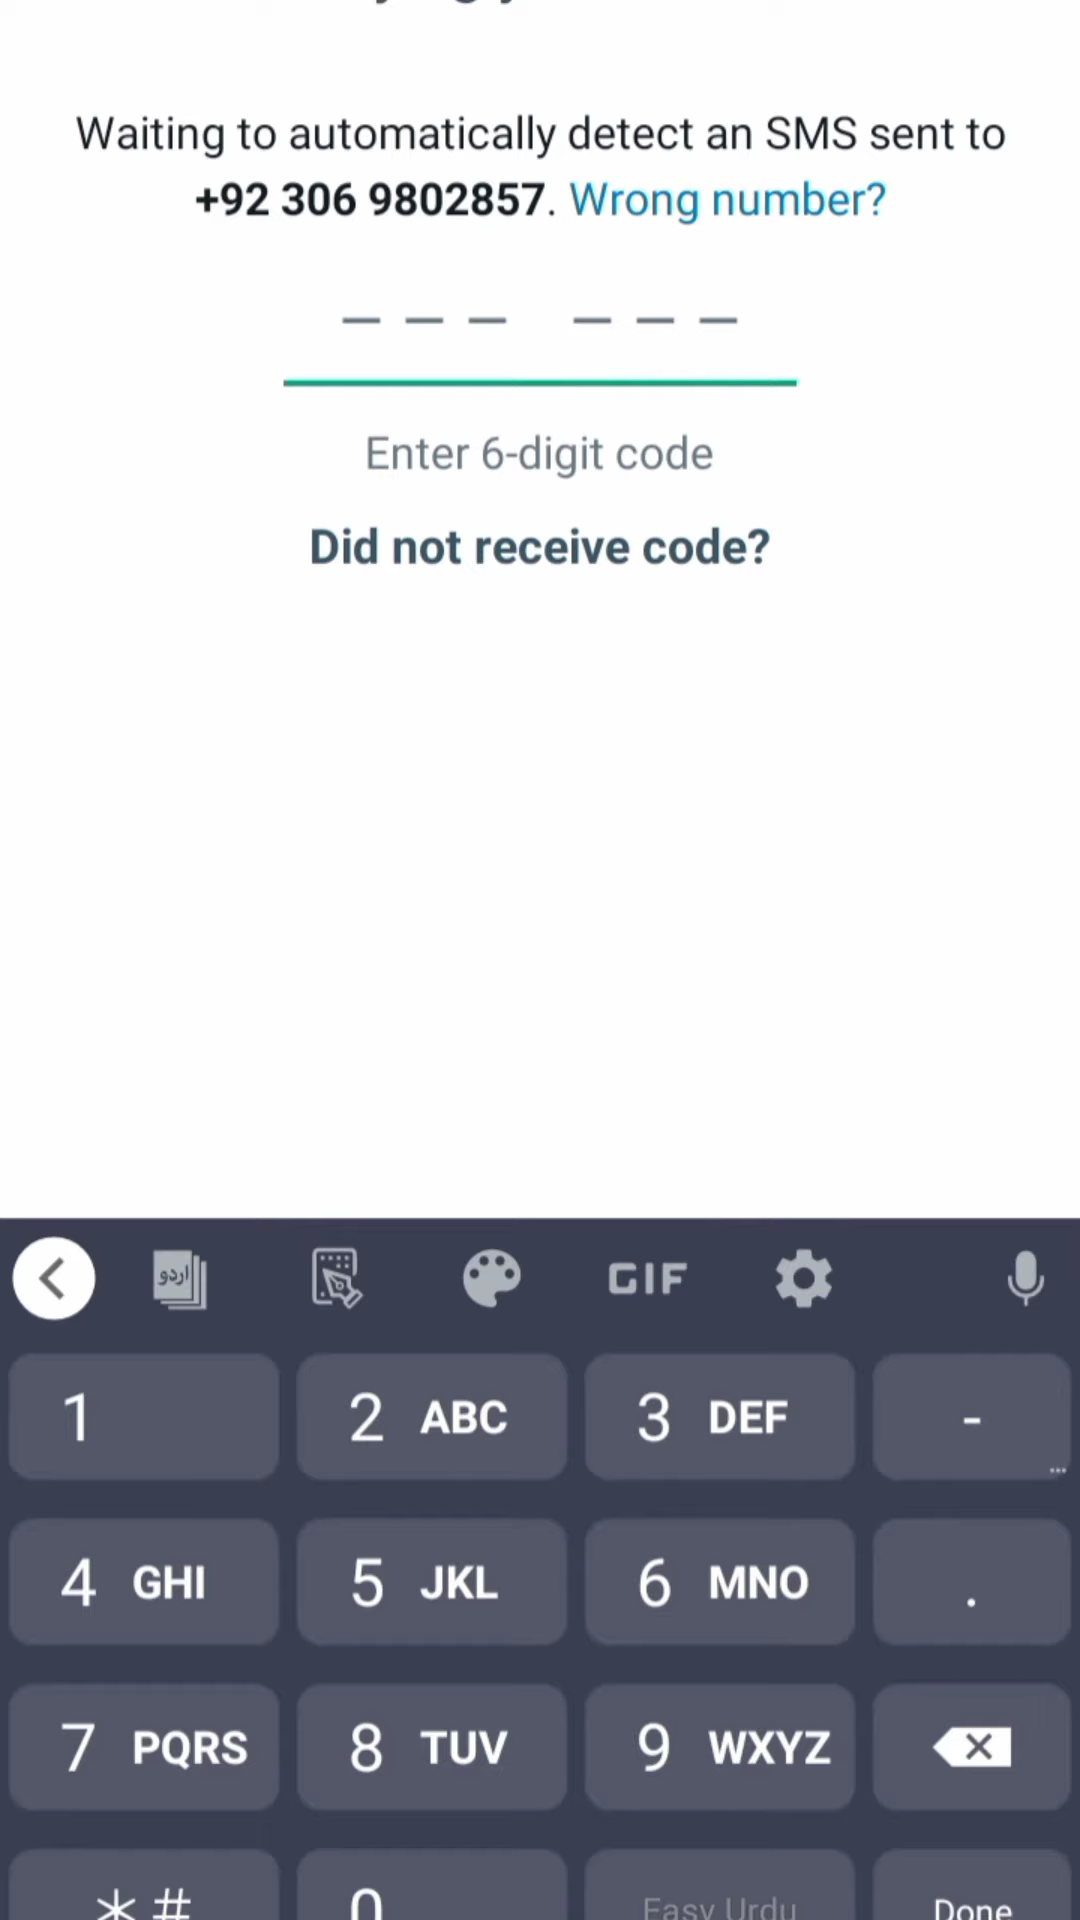 Waiting to automatically detect an SMS sent to
+92 306 9802857. Wrong number?
Enter 6-digit code
Did not receive code?
اردو GIF
1 2 ABC 3 DEF -
4 GHI 5 JKL 6 MNO .
7 PQRS 8 TUV 9 WXYZ
*# 0 Easy Urdu Done